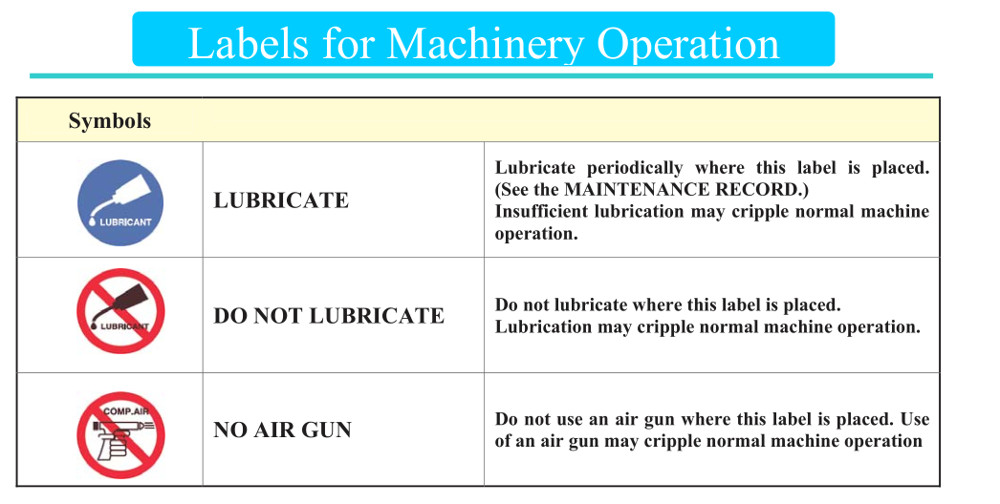 Labels for Machinery Operation
Symbols
LUBRICANT
LUBRICATE
Lubricate periodically where this label is placed.
(See the MAINTENANCE RECORD.)
Insufficient lubrication may cripple normal machine
operation.
LUBRICANT
DO NOT LUBRICATE
Do not lubricate where this label is placed.
Lubrication may cripple normal machine operation.
COMP.AIR
NO AIR GUN
Do not use an air gun where this label is placed. Use
of an air gun may cripple normal machine operation